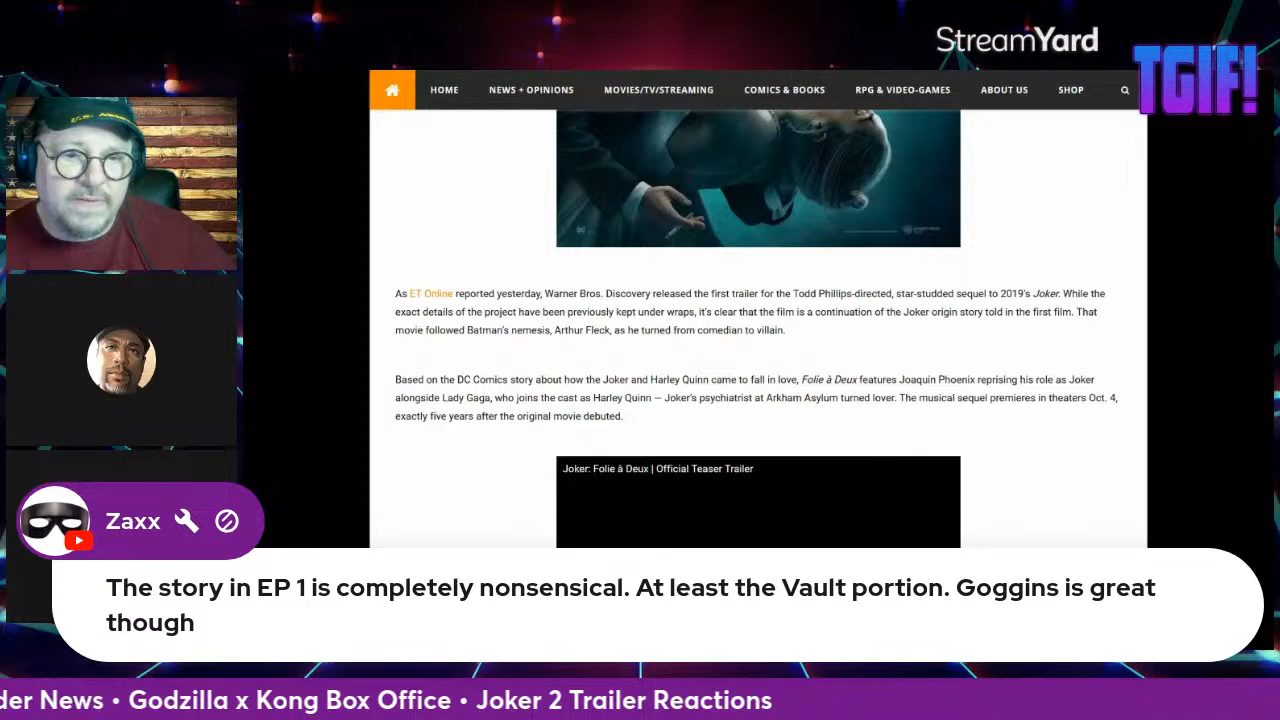 StreamYard
TGIF!
HOME NEWS + OPINIONS MOVIES/TV/STREAMING COMICS & BOOKS RPG & VIDEO-GAMES ABOUT US SHOP
As ET Online reported yesterday, Warner Bros. Discovery released the first trailer for the Todd Phillips-directed, star-studded sequel to 2019's Joker. While the
exact details of the project have been previously kept under wraps, it's clear that the film is a continuation of the Joker origin story told in the first film. That
movie followed Batman's nemesis, Arthur Fleck, as he turned from comedian to villain.
Based on the DC Comics story about how the Joker and Harley Quinn came to fall in love, Folie à Deux features Joaquin Phoenix reprising his role as Joker
alongside Lady Gaga, who joins the cast as Harley Quinn — Joker's psychiatrist at Arkham Asylum turned lover. The musical sequel premieres in theaters Oct. 4,
exactly five years after the original movie debuted.
Joker: Folie à Deux | Official Teaser Trailer
Zaxx
The story in EP 1 is completely nonsensical. At least the Vault portion. Goggins is great
though
der News • Godzilla x Kong Box Office • Joker 2 Trailer Reactions